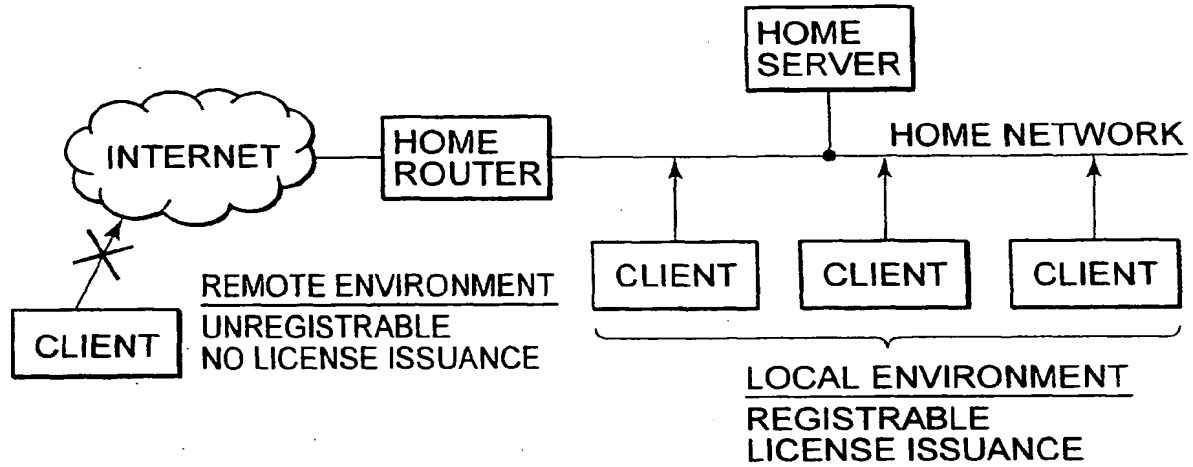 HOME
SERVER
INTERNET
HOME
ROUTER
HOME NETWORK
CLIENT
CLIENT
CLIENT
CLIENT
REMOTE ENVIRONMENT
UNREGISTRABLE
NO LICENSE ISSUANCE
LOCAL ENVIRONMENT
REGISTRABLE
LICENSE ISSUANCE